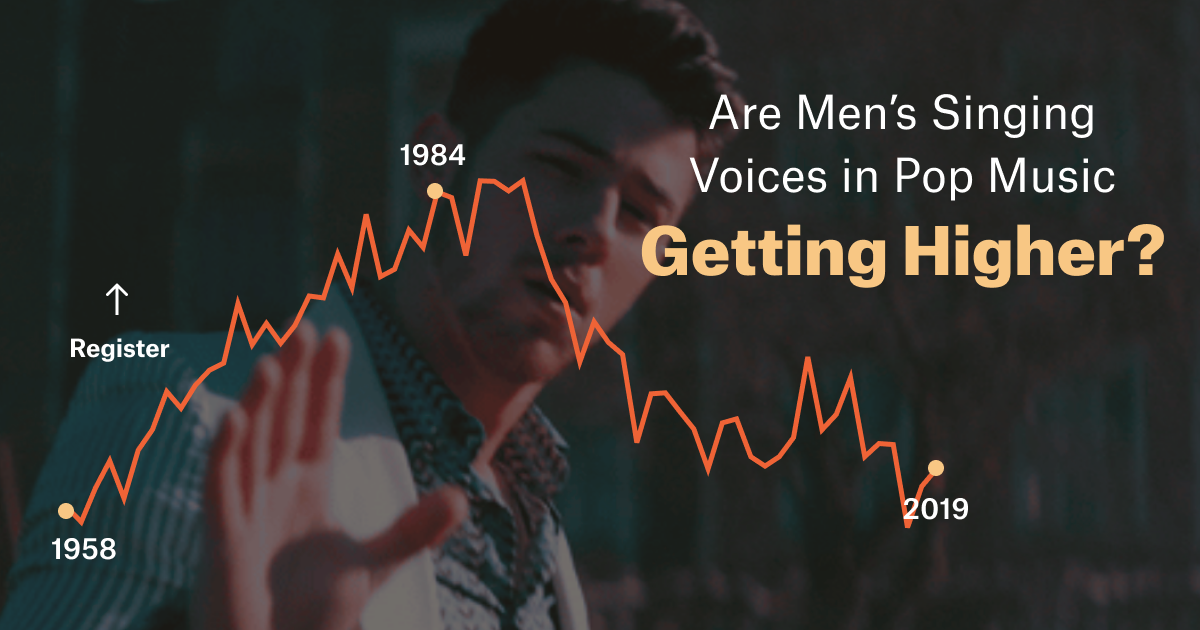 Are Men’s Singing
Voices in Pop Music
Getting Higher?
1984
↑
Register
1958
2019